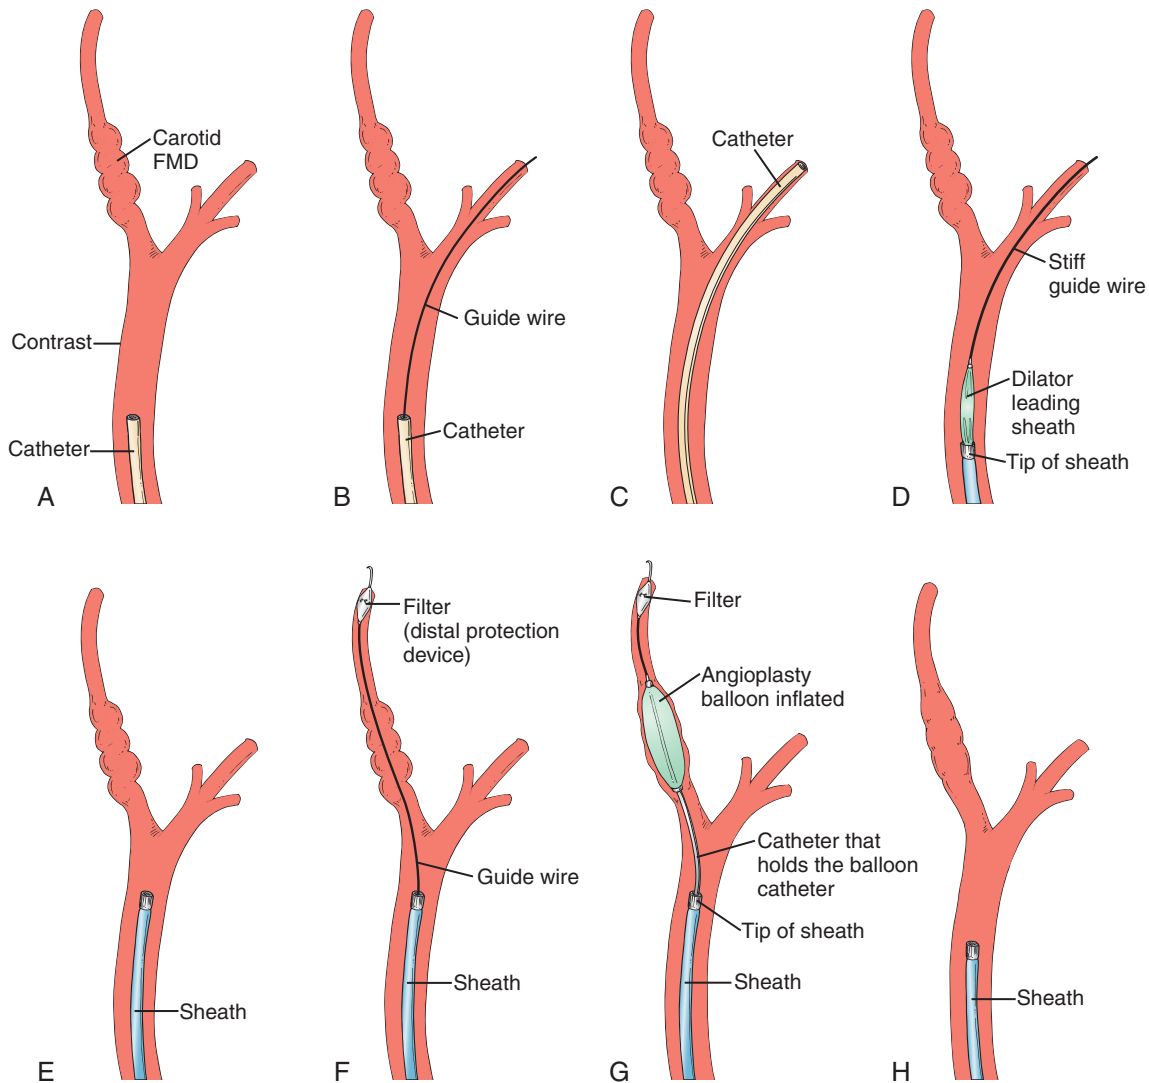 Carotid
FMD
Contrast
Catheter
A
Guide wire
Catheter
B
Catheter
C
Stiff
guide wire
Dilator
leading
sheath
Tip of sheath
D
Sheath
E
Filter
(distal protection
device)
Guide wire
Sheath
F
Filter
Angioplasty
balloon inflated
Catheter that
holds the balloon
catheter
Tip of sheath
Sheath
G
Sheath
H